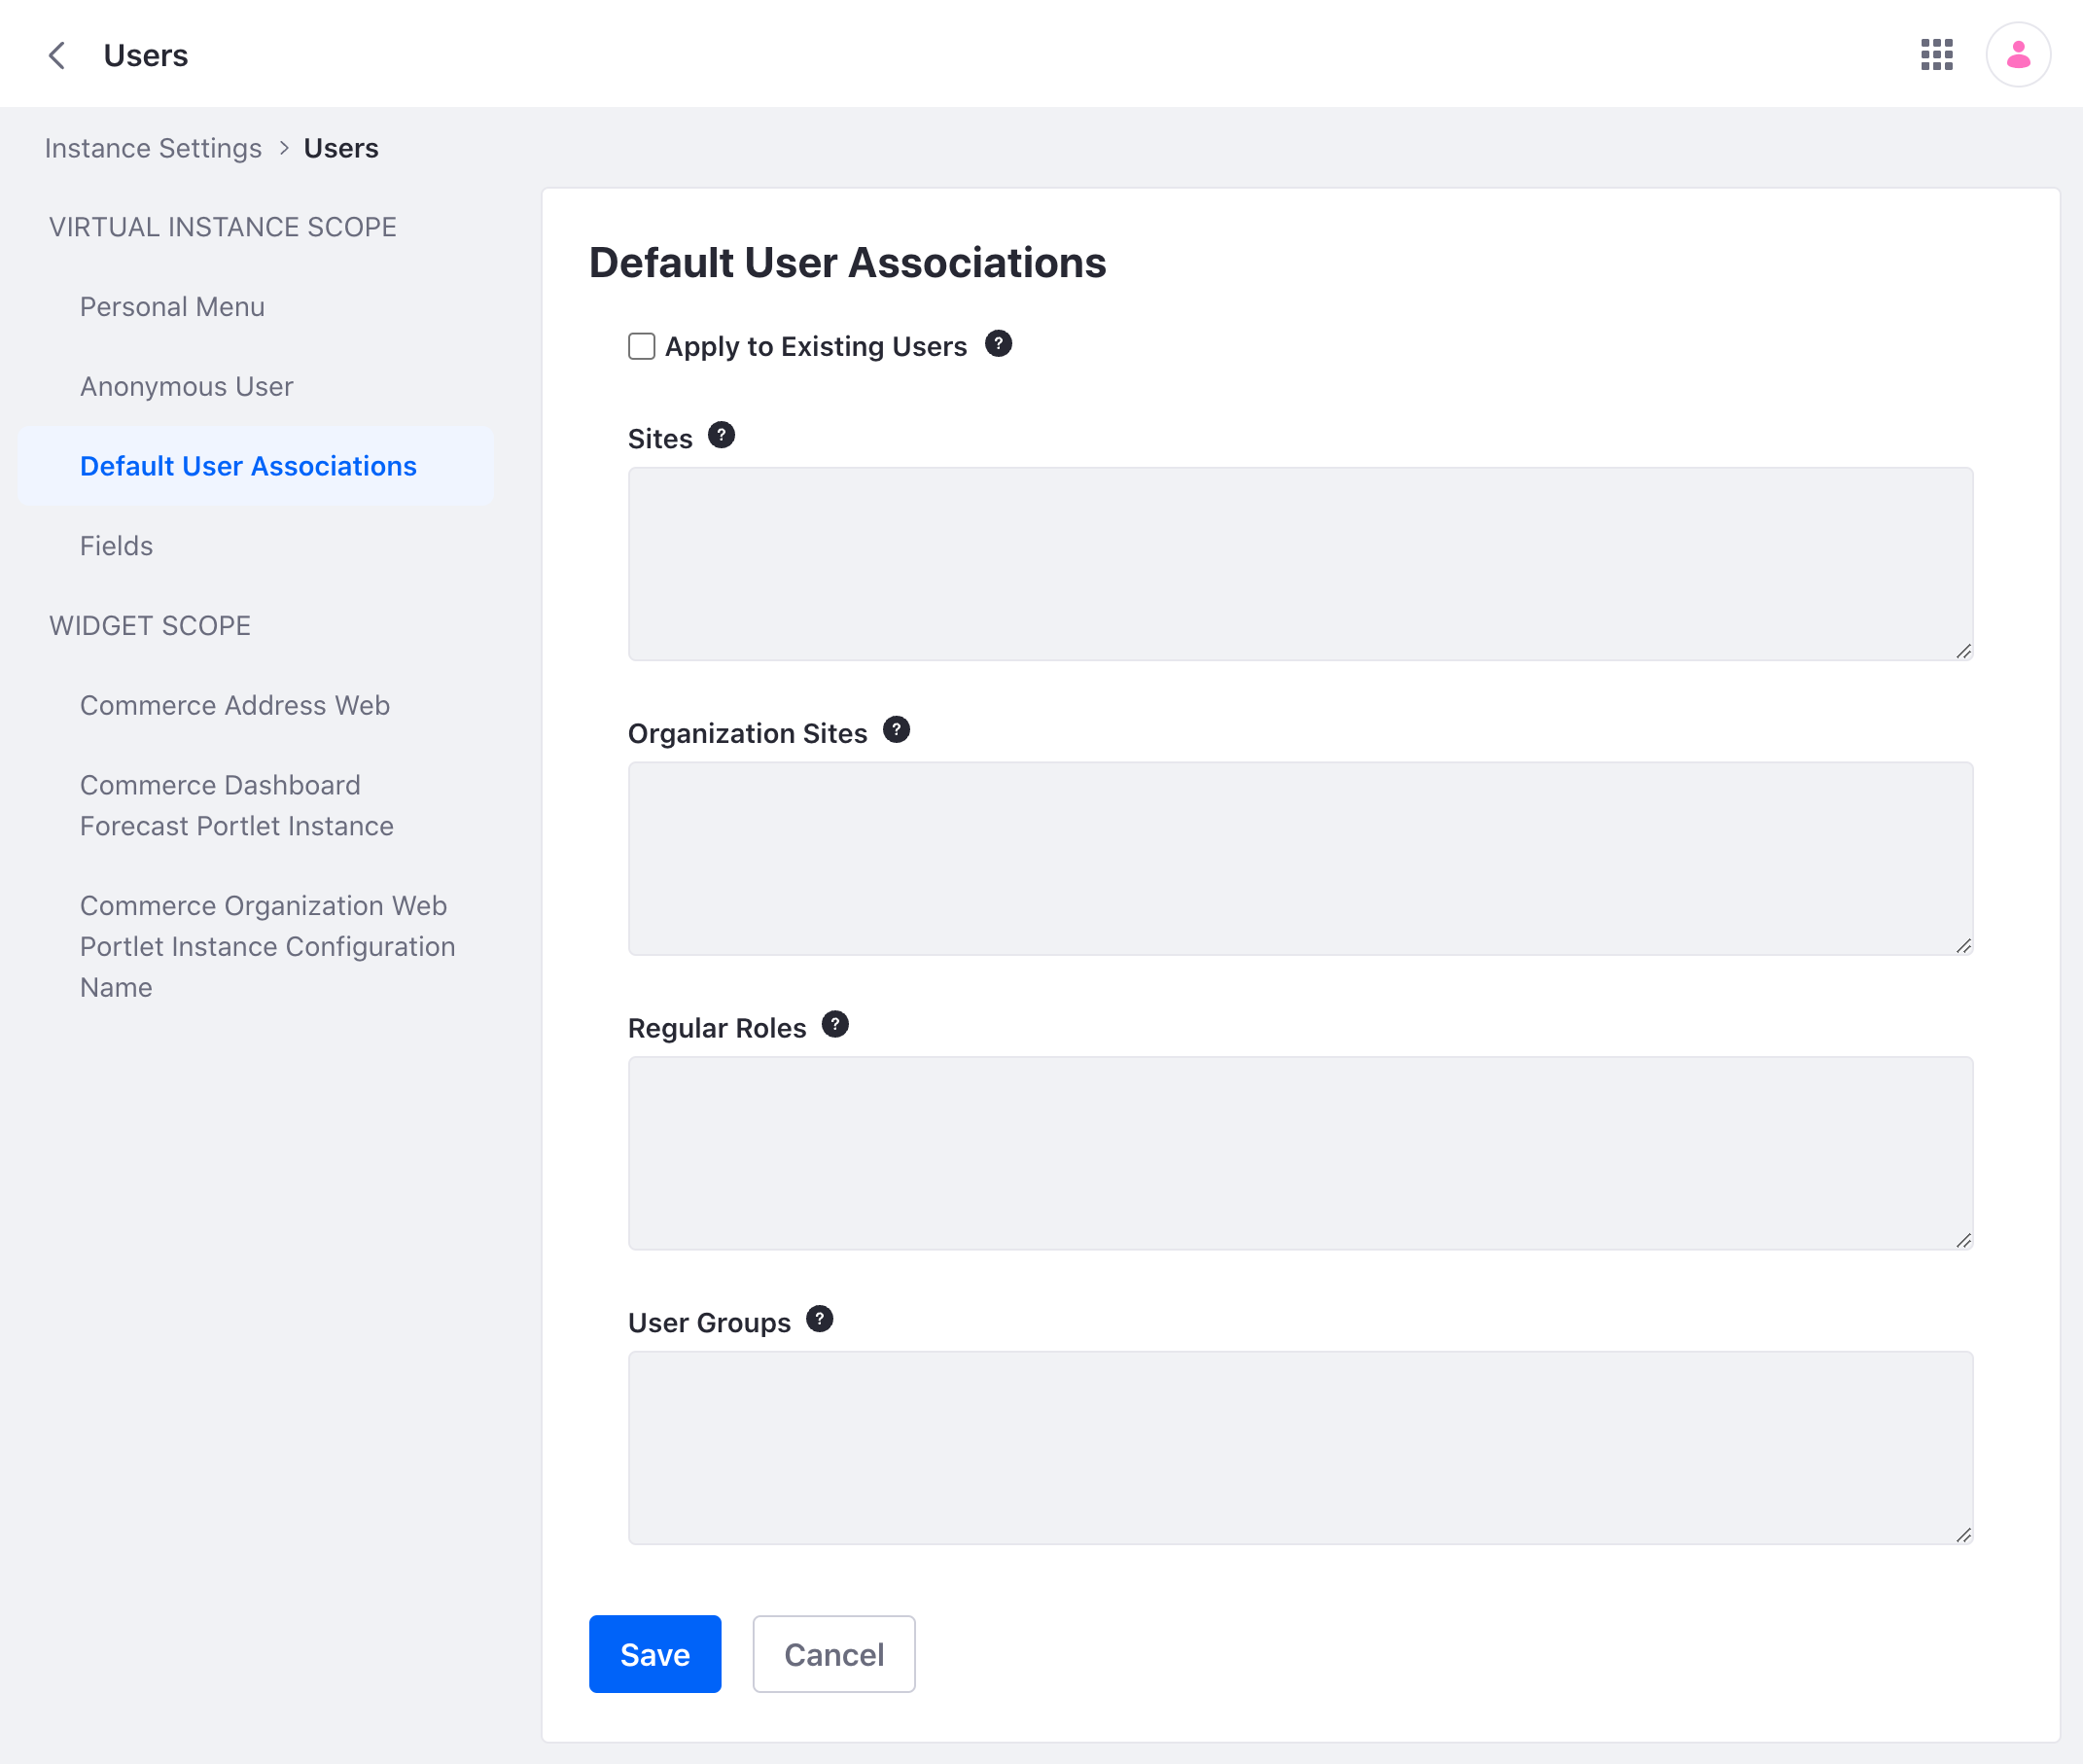 Users
Instance Settings > Users
VIRTUAL INSTANCE SCOPE
Personal Menu
Anonymous User
Default User Associations
Fields
WIDGET SCOPE
Commerce Address Web
Commerce Dashboard
Forecast Portlet Instance
Commerce Organization Web
Portlet Instance Configuration
Name
Default User Associations
Apply to Existing Users ?
Sites ?
Organization Sites ?
Regular Roles ?
User Groups ?
Save Cancel